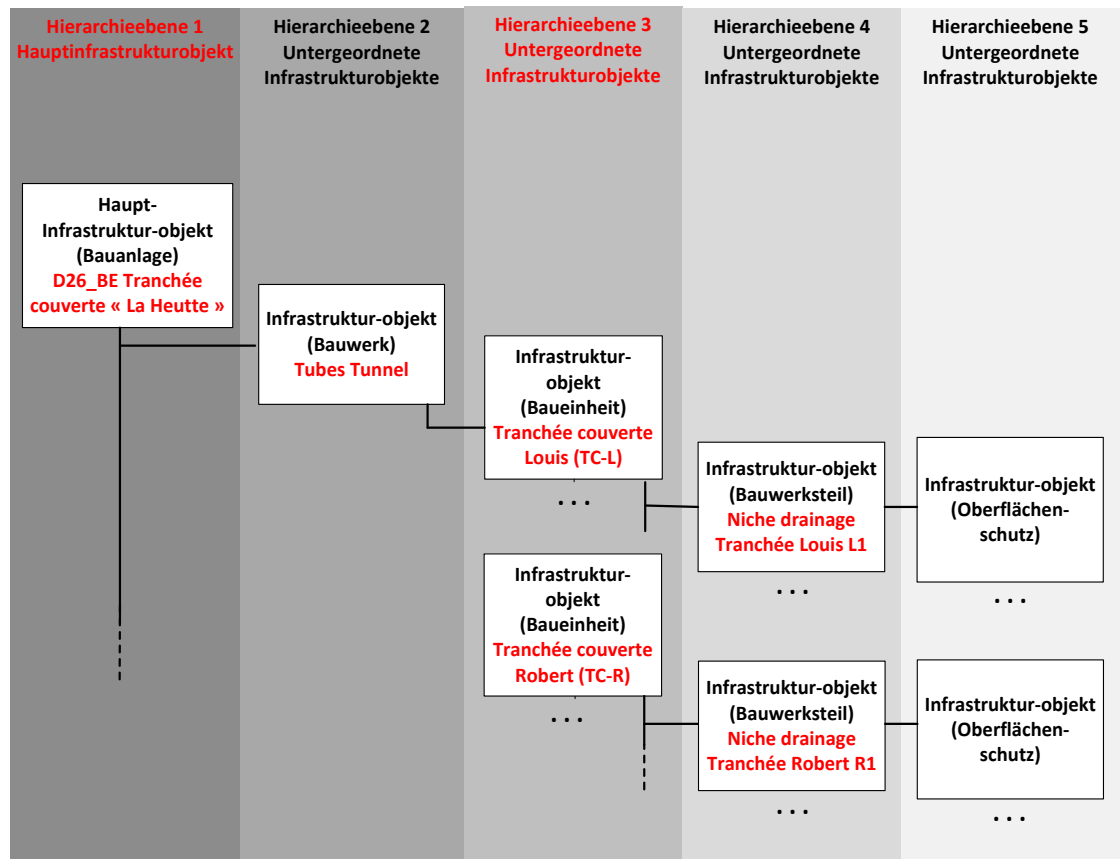 Hierarchieebene 1
Hauptinfrastrukturobjekt
Hierarchieebene 2
Untergeordnete
Infrastrukturobjekte
Hierarchieebene 3
Untergeordnete
Infrastrukturobjekte
Hierarchieebene 4
Untergeordnete
Infrastrukturobjekte
Hierarchieebene 5
Untergeordnete
Infrastrukturobjekte
Haupt-
Infrastruktur-objekt
(Bauanlage)
D26_BE Tranchée
couverte « La Heutte »
Infrastruktur-objekt
(Bauwerk)
Tubes Tunnel
Infrastruktur-
objekt
(Baueinheit)
Tranchée couverte
Louis (TC-L)
. . .
Infrastruktur-objekt
(Bauwerksteil)
Niche drainage
Tranchée Louis L1
. . .
Infrastruktur-objekt
(Oberflächen-
schutz)
. . .
Infrastruktur-
objekt
(Baueinheit)
Tranchée couverte
Robert (TC-R)
. . .
Infrastruktur-objekt
(Bauwerksteil)
Niche drainage
Tranchée Robert R1
. . .
Infrastruktur-objekt
(Oberflächen-
schutz)
. . .